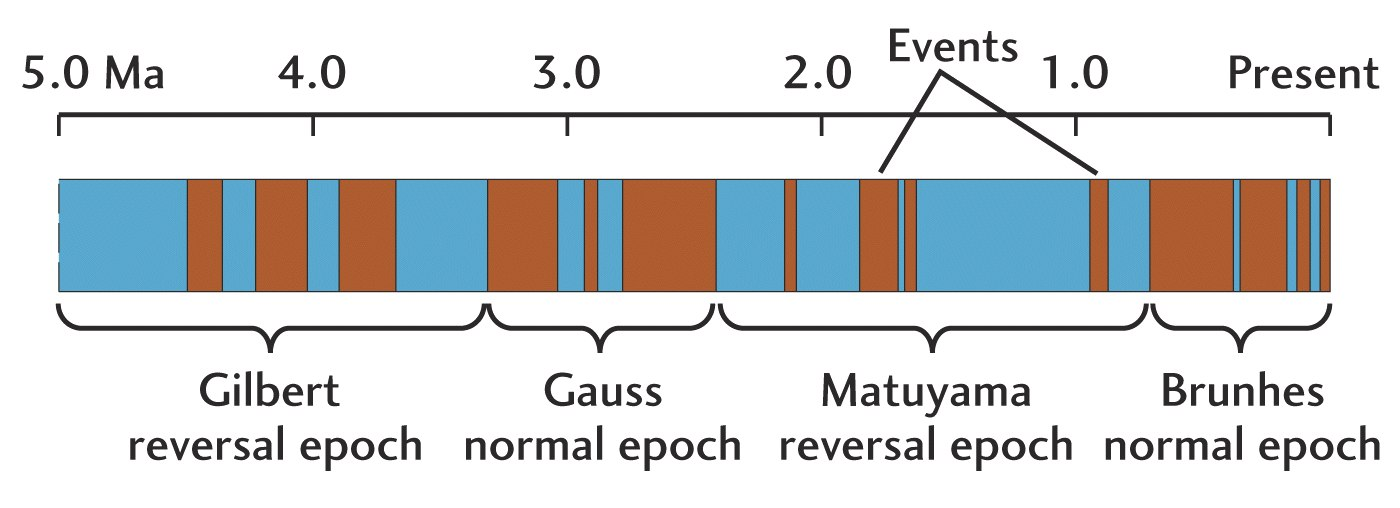 Events
5.0 Ma 4.0 3.0 2.0 1.0 Present
Gilbert
reversal epoch
Gauss
normal epoch
Matuyama
reversal epoch
Brunhes
normal epoch